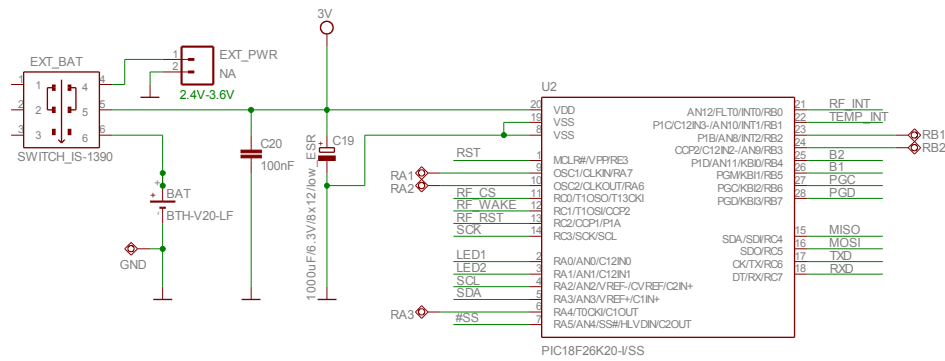 3V
EXT_BAT
1 1 4 4
2 2 5 5
3 3 6 6
SWITCH_IS-1390
EXT_PWR
1
2
NA
2.4V-3.6V
C20
100nF
C19
1000uF/6.3V/8x12/low_ESR
BAT
BTH-V20-LF
GND
U2
20 VDD
19 VSS
8 VSS
RST 1 MCLR#/VPP/RE3
RA1 9 OSC1/CLKIN/RA7
RA2 10 OSC2/CLKOUT/RA6
RF_CS 11 RC0/T1OSO/T13CKI
RF_WAKE 12 RC1/T1OSI/CCP2
RF_RST 13 RC2/CCP1/P1A
SCK 14 RC3/SCK/SCL
LED1 2 RA0/AN0/C12IN0
LED2 3 RA1/AN1/C12IN1
SCL 4 RA2/AN2/VREF-/CVREF/C2IN+
SDA 5 RA3/AN3/VREF+/C1IN+
RA3 6 RA4/T0CKI/C1OUT
#SS 7 RA5/AN4/SS#/HLVDIN/C2OUT
AN12/FLT0/INT0/RB0 21 RF_INT
P1C/C12IN3-/AN10/INT1/RB1 22 TEMP_INT
P1B/AN8/INT2/RB2 23 RB1
CCP2/C12IN2-/AN9/RB3 24 RB2
P1D/AN11/KBI0/RB4 25 B2
PGM/KBI1/RB5 26 B1
PGC/KBI2/RB6 27 PGC
PGD/KBI3/RB7 28 PGD
SDA/SDI/RC4 15 MISO
SDO/RC5 16 MOSI
CK/TX/RC6 17 TXD
DT/RX/RC7 18 RXD
PIC18F26K20-I/SS